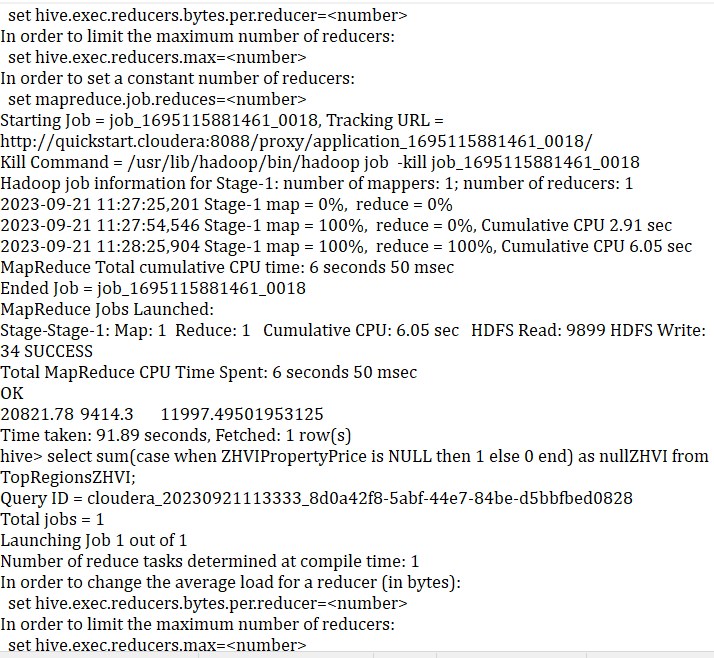 set hive.exec.reducers.bytes.per.reducer=<number>
In order to limit the maximum number of reducers:
set hive.exec.reducers.max=<number>
In order to set a constant number of reducers:
set mapreduce.job.reduces=<number>
Starting Job = job_1695115881461_0018, Tracking URL =
http://quickstart.cloudera:8088/proxy/application_1695115881461_0018/
Kill Command = /usr/lib/hadoop/bin/hadoop job  -kill job_1695115881461_0018
Hadoop job information for Stage-1: number of mappers: 1; number of reducers: 1
2023-09-21 11:27:25,201 Stage-1 map = 0%,  reduce = 0%
2023-09-21 11:27:54,546 Stage-1 map = 100%,  reduce = 0%, Cumulative CPU 2.91 sec
2023-09-21 11:28:25,904 Stage-1 map = 100%,  reduce = 100%, Cumulative CPU 6.05 sec
MapReduce Total cumulative CPU time: 6 seconds 50 msec
Ended Job = job_1695115881461_0018
MapReduce Jobs Launched:
Stage-Stage-1: Map: 1  Reduce: 1   Cumulative CPU: 6.05 sec   HDFS Read: 9899 HDFS Write:
34 SUCCESS
Total MapReduce CPU Time Spent: 6 seconds 50 msec
OK
20821.78 9414.3      11997.49501953125
Time taken: 91.89 seconds, Fetched: 1 row(s)
hive> select sum(case when ZHVIPropertyPrice is NULL then 1 else 0 end) as nullZHVI from
TopRegionsZHVI;
Query ID = cloudera_20230921113333_8d0a42f8-5abf-44e7-84be-d5bbfbed0828
Total jobs = 1
Launching Job 1 out of 1
Number of reduce tasks determined at compile time: 1
In order to change the average load for a reducer (in bytes):
set hive.exec.reducers.bytes.per.reducer=<number>
In order to limit the maximum number of reducers:
set hive.exec.reducers.max=<number>